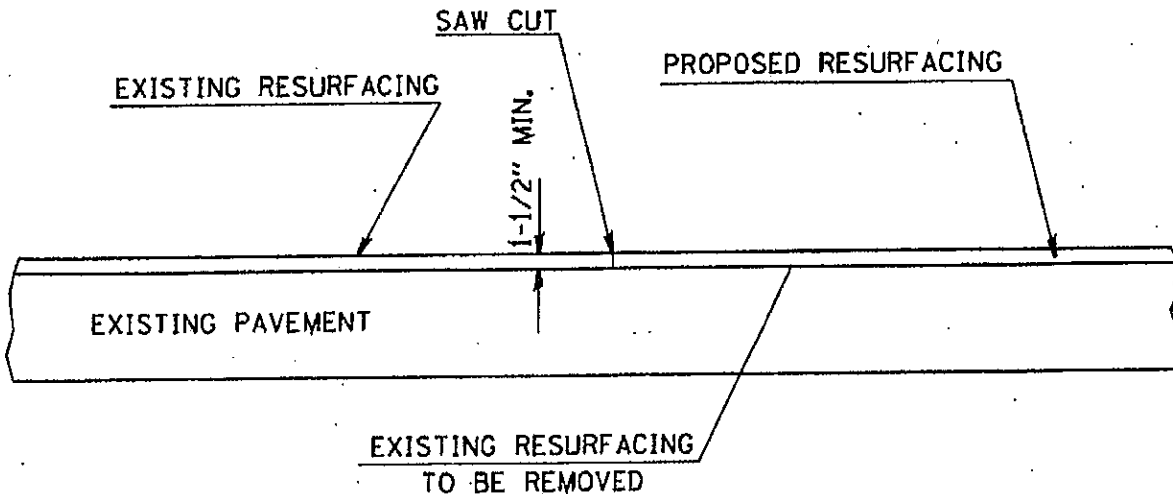 SAW CUT
EXISTING RESURFACING
PROPOSED RESURFACING
1-1/2" MIN.
EXISTING PAVEMENT
EXISTING RESURFACING
TO BE REMOVED